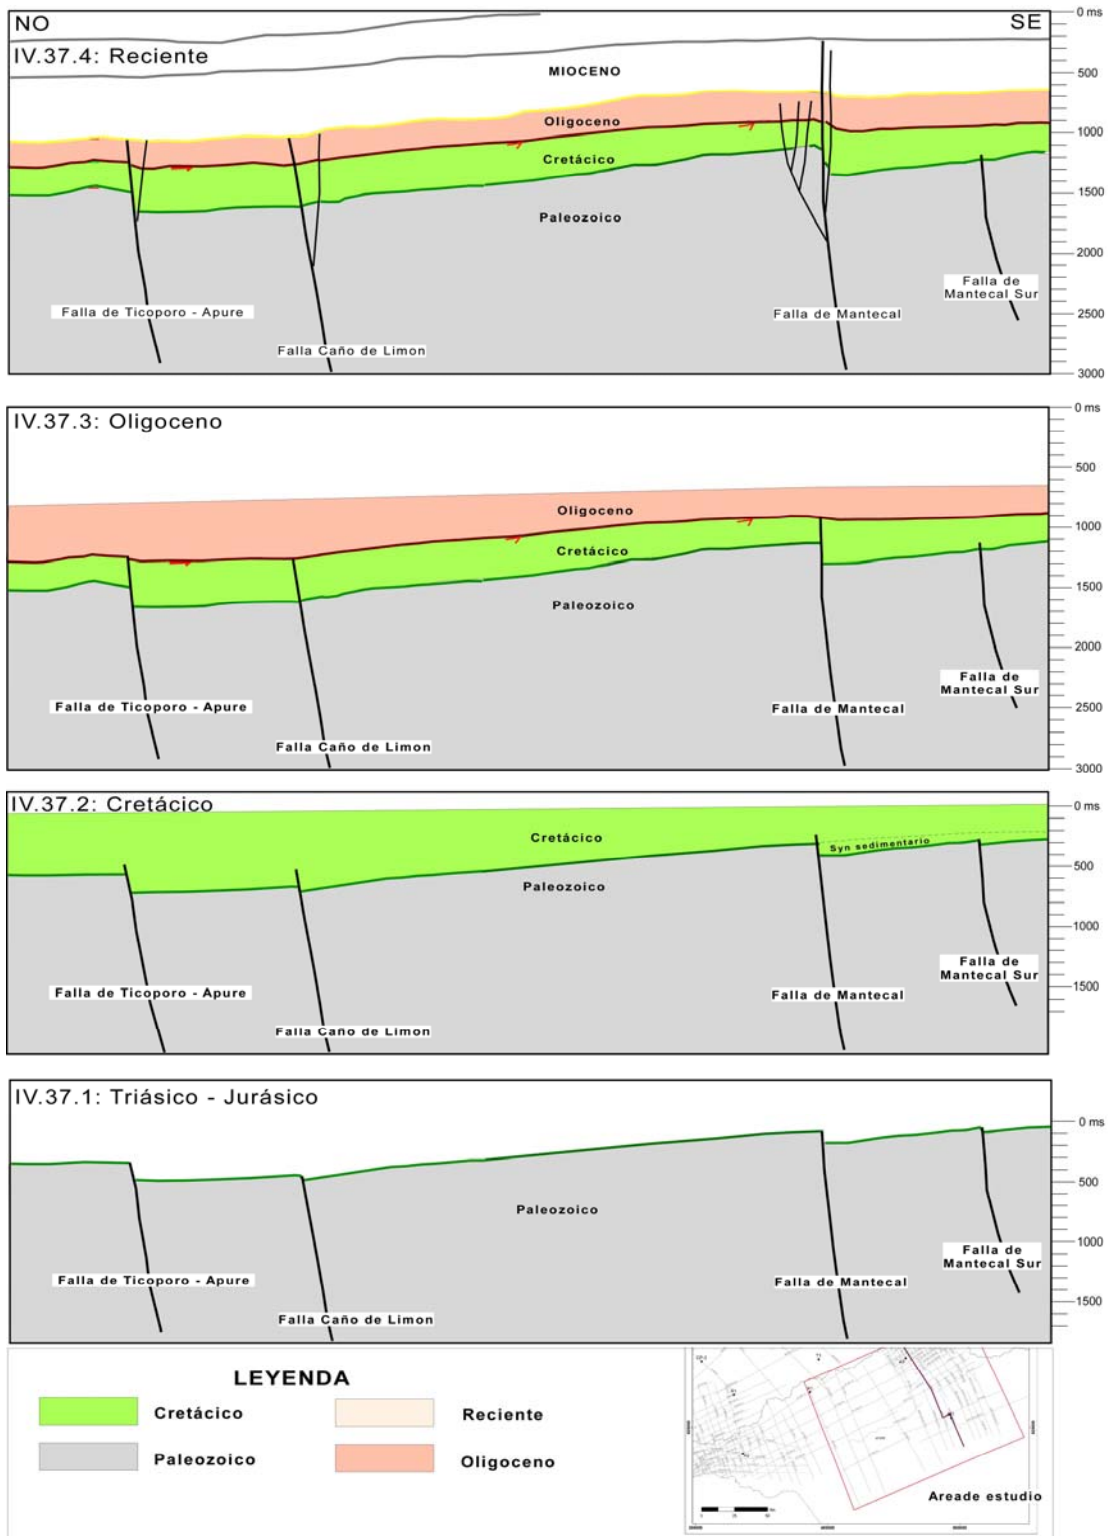 NO
SE
IV.37.4: Reciente
MIOCENO
Oligoceno
Cretácico
Paleozoico
Falla de Ticoporo - Apure
Falla Caño de Limon
Falla de Mantecal
Falla de
Mantecal Sur
0 ms
500
1000
1500
2000
2500
3000
IV.37.3: Oligoceno
Oligoceno
Cretácico
Paleozoico
Falla de Ticoporo - Apure
Falla Caño de Limon
Falla de Mantecal
Falla de
Mantecal Sur
0 ms
500
1000
1500
2000
2500
3000
IV.37.2: Cretácico
Cretácico
Syn sedimentario
Paleozoico
Falla de Ticoporo - Apure
Falla Caño de Limon
Falla de Mantecal
Falla de
Mantecal Sur
0 ms
500
1000
1500
IV.37.1: Triásico - Jurásico
Paleozoico
Falla de Ticoporo - Apure
Falla Caño de Limon
Falla de Mantecal
Falla de
Mantecal Sur
0 ms
500
1000
1500
LEYENDA
Cretácico
Reciente
Paleozoico
Oligoceno
Areade estudio